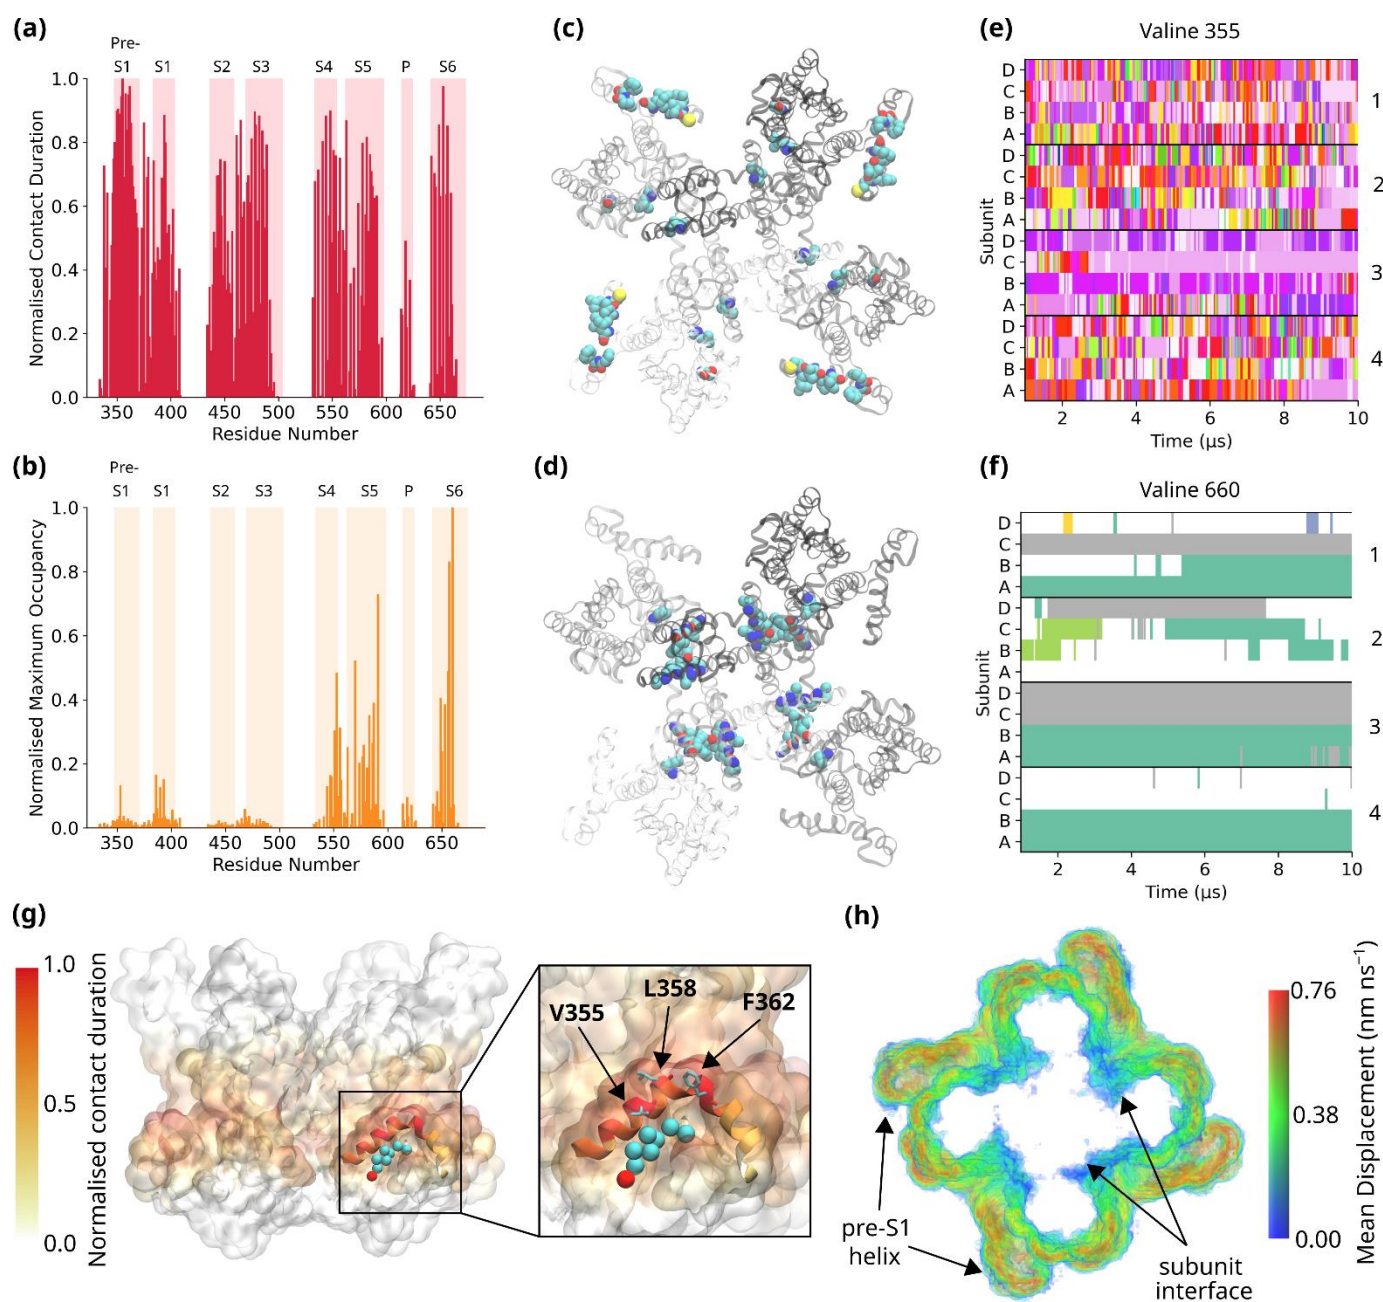 (a)
Pre-
S1 S1 S2 S3 S4 S5 P S6
1.0
0.8
0.6
0.4
0.2
0.0
Normalised Contact Duration
350 400 450 500 550 600 650
Residue Number
(b)
Pre-
S1 S1 S2 S3 S4 S5 P S6
1.0
0.8
0.6
0.4
0.2
0.0
Normalised Maximum Occupancy
350 400 450 500 550 600 650
Residue Number
(c)
(d)
(e)
Valine 355
D
C
B
A
D
C
B
A
D
C
B
A
D
C
B
A
Subunit
1
2
3
4
2 4 6 8 10
Time (μs)
(f)
Valine 660
D
C
B
A
D
C
B
A
D
C
B
A
D
C
B
A
Subunit
1
2
3
4
2 4 6 8 10
Time (μs)
(g)
1.0
0.5
0.0
Normalised contact duration
L358
V355
F362
(h)
0.76
0.38
0.00
Mean Displacement (nm ns⁻¹)
pre-S1
helix
subunit
interface